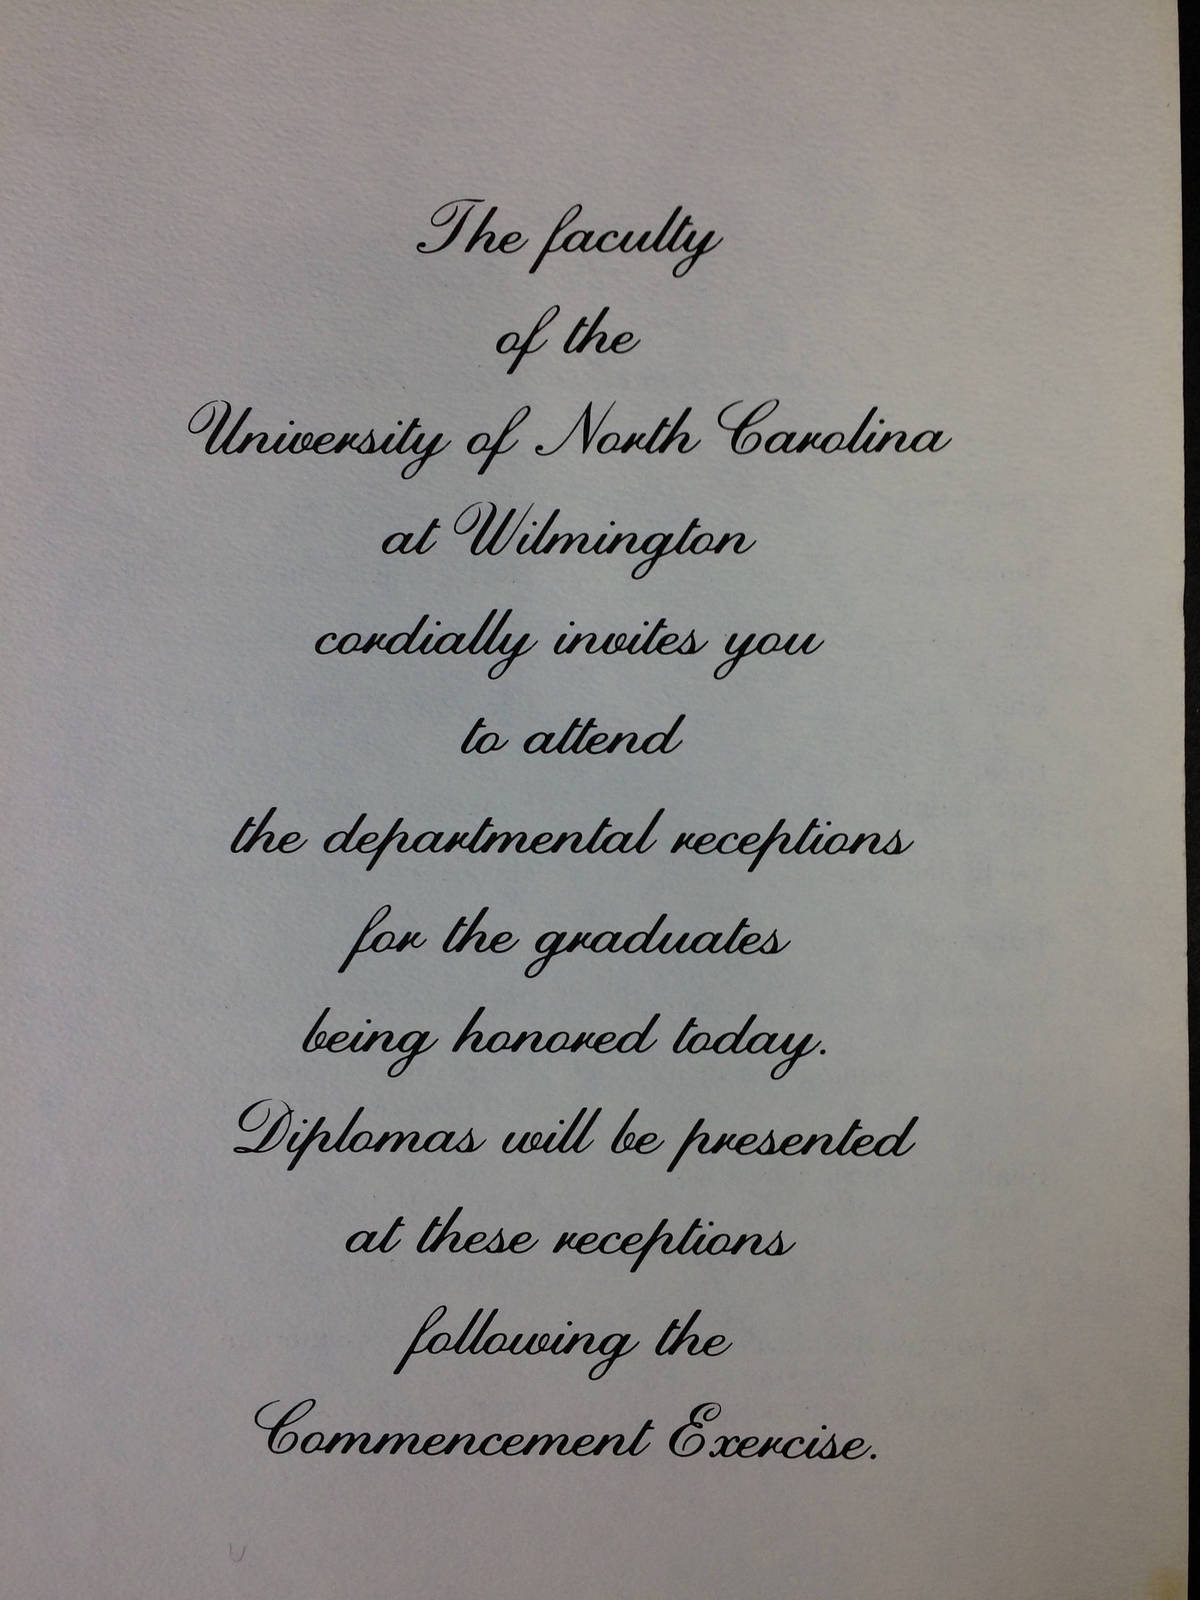 The faculty
of the
University of North Carolina
at Wilmington
cordially invites you
to attend
the departmental receptions
for the graduates
being honored today.
Diplomas will be presented
at these receptions
following the
Commencement Exercise.